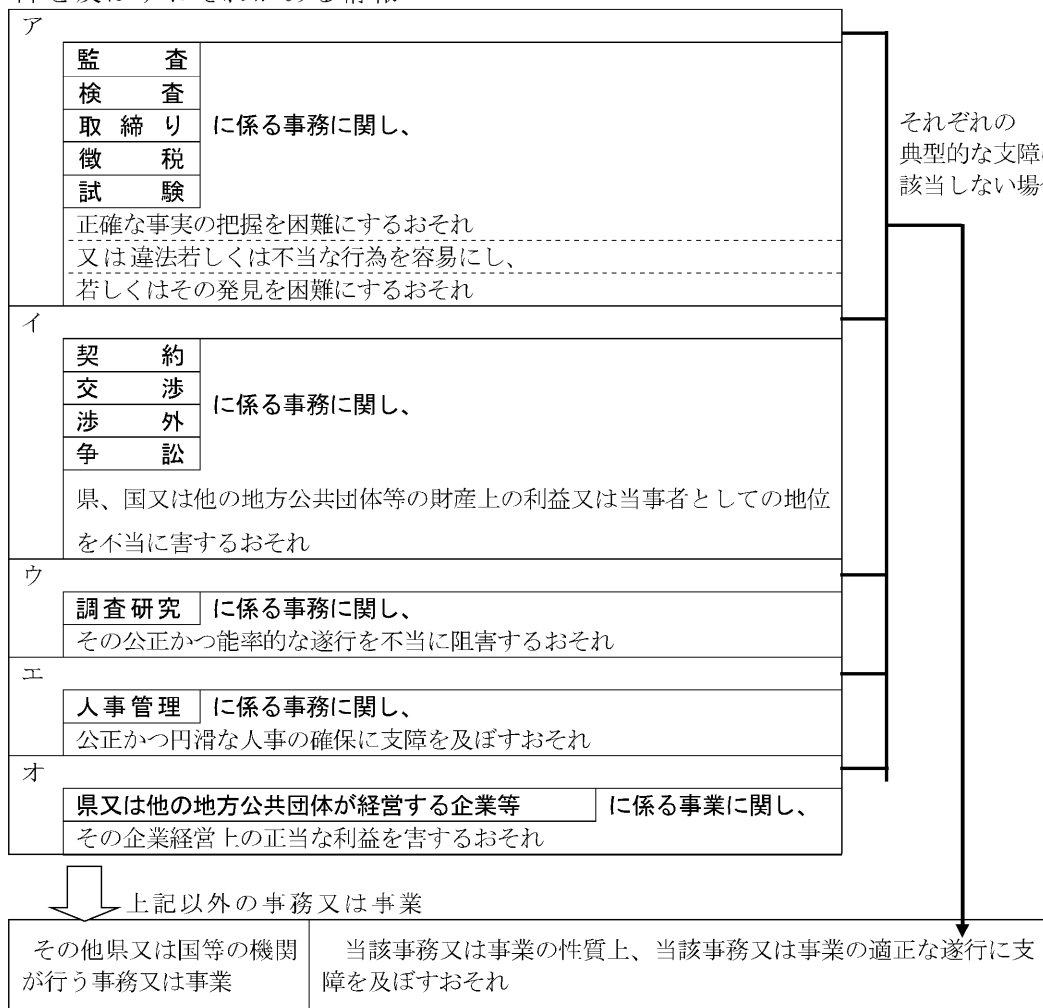 ア
監査
検査
取締り に係る事務に関し、
徴税
試験
正確な事実の把握を困難にするおそれ
又は違法若しくは不当な行為を容易にし、
若しくはその発見を困難にするおそれ
それぞれの
典型的な支障
該当しない場
イ
契約
交渉
に係る事務に関し、
渉外
争訟
県、国又は他の地方公共団体等の財産上の利益又は当事者としての地位
を不当に害するおそれ
ウ
調査研究 に係る事務に関し、
その公正かつ能率的な遂行を不当に阻害するおそれ
エ
人事管理 に係る事務に関し、
公正かつ円滑な人事の確保に支障を及ぼすおそれ
オ
県又は他の地方公共団体が経営する企業等 に係る事業に関し、
その企業経営上の正当な利益を害するおそれ
上記以外の事務又は事業
その他県又は国等の機関
が行う事務又は事業
当該事務又は事業の性質上、当該事務又は事業の適正な遂行に支
障を及ぼすおそれ